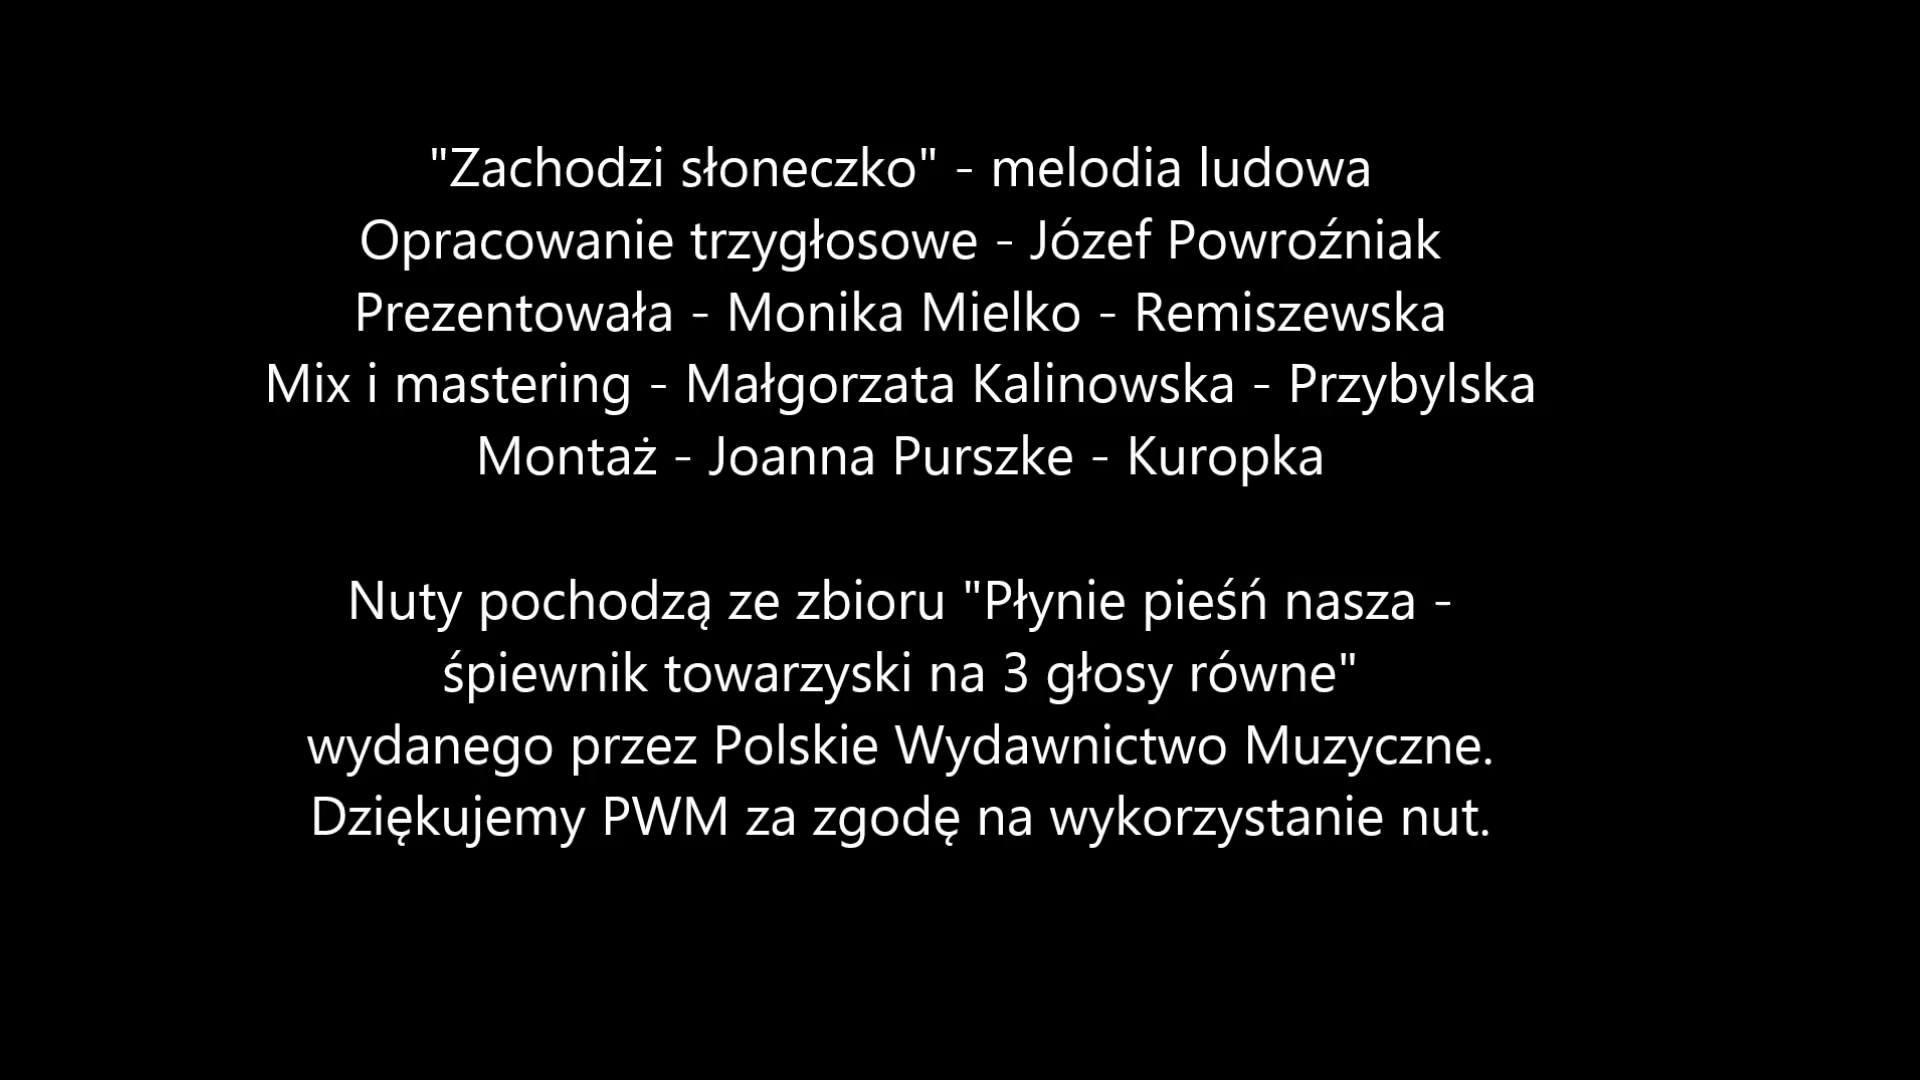 "Zachodzi słoneczko" - melodia ludowa
Opracowanie trzygłosowe - Józef Powroźniak
Prezentowała - Monika Mielko - Remiszewska
Mix i mastering - Małgorzata Kalinowska - Przybylska
Montaż - Joanna Purszke - Kuropka
Nuty pochodzą ze zbioru "Płynie pieśń nasza -
śpiewnik towarzyski na 3 głosy równe"
wydanego przez Polskie Wydawnictwo Muzyczne.
Dziękujemy PWM za zgodę na wykorzystanie nut.